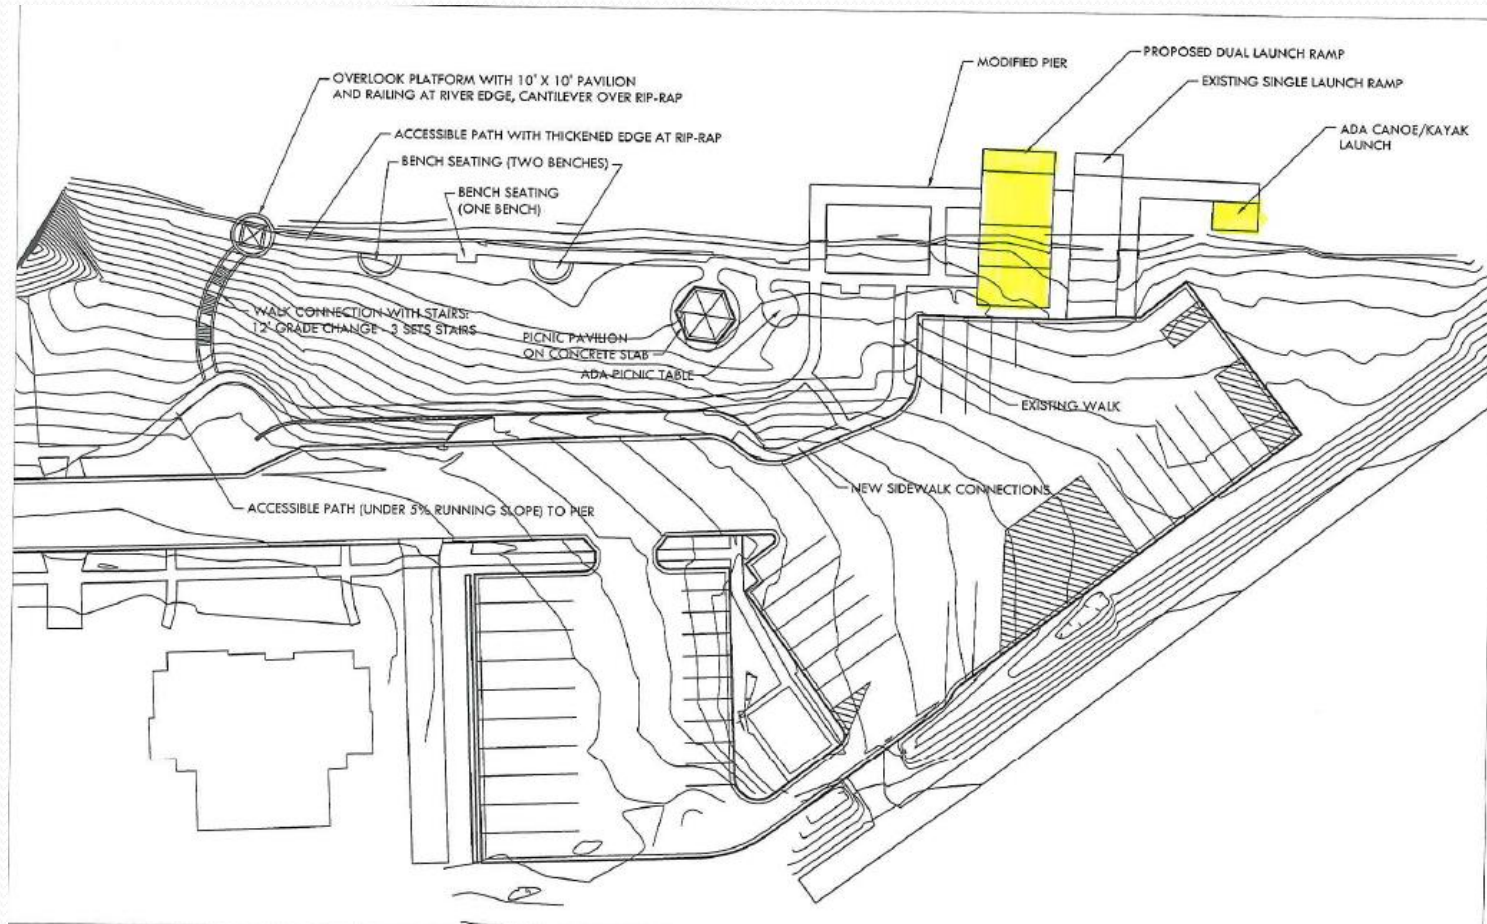 OVERLOOK PLATFORM WITH 10' X 10' PAVILION
AND RAILING AT RIVER EDGE, CANTILEVER OVER RIP-RAP
ACCESSIBLE PATH WITH THICKENED EDGE AT RIP-RAP
BENCH SEATING (TWO BENCHES)
BENCH SEATING
(ONE BENCH)
MODIFIED PIER
PROPOSED DUAL LAUNCH RAMP
EXISTING SINGLE LAUNCH RAMP
ADA CANOE/KAYAK
LAUNCH
WALK CONNECTION WITH STAIRS:
12' GRADE CHANGE - 3 SETS STAIRS
PICNIC PAVILION
ON CONCRETE SLAB
ADA PICNIC TABLE
EXISTING WALK
NEW SIDEWALK CONNECTIONS
ACCESSIBLE PATH (UNDER 5% RUNNING SLOPE) TO PIER